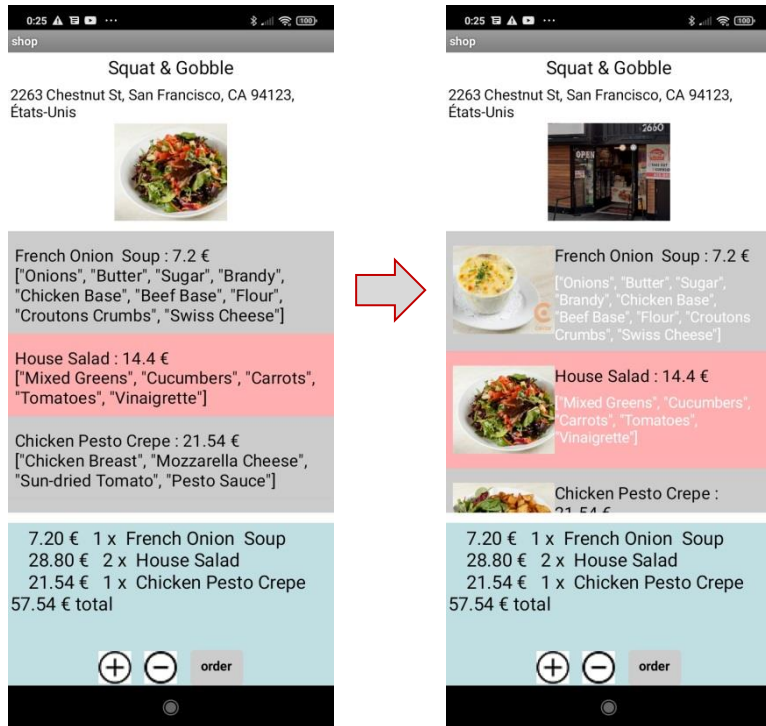 0:25
100
shop
Squat & Gobble
2263 Chestnut St, San Francisco, CA 94123,
États-Unis
French Onion  Soup : 7.2 €
["Onions", "Butter", "Sugar", "Brandy",
"Chicken Base", "Beef Base", "Flour",
"Croutons Crumbs", "Swiss Cheese"]
House Salad : 14.4 €
["Mixed Greens", "Cucumbers", "Carrots",
"Tomatoes", "Vinaigrette"]
Chicken Pesto Crepe : 21.54 €
["Chicken Breast", "Mozzarella Cheese",
"Sun-dried Tomato", "Pesto Sauce"]
7.20 €  1 x  French Onion  Soup
28.80 €  2 x  House Salad
21.54 €  1 x  Chicken Pesto Crepe
57.54 € total
order
0:25
100
shop
Squat & Gobble
2263 Chestnut St, San Francisco, CA 94123,
États-Unis
2660
OPEN
French Onion  Soup : 7.2 €
["Onions", "Butter", "Sugar",
"Brandy", "Chicken Base",
"Beef Base", "Flour", "Croutons
Crumbs", "Swiss Cheese"]
House Salad : 14.4 €
["Mixed Greens", "Cucumbers",
"Carrots", "Tomatoes",
"Vinaigrette"]
Chicken Pesto Crepe :
21.54 €
7.20 €  1 x  French Onion  Soup
28.80 €  2 x  House Salad
21.54 €  1 x  Chicken Pesto Crepe
57.54 € total
order